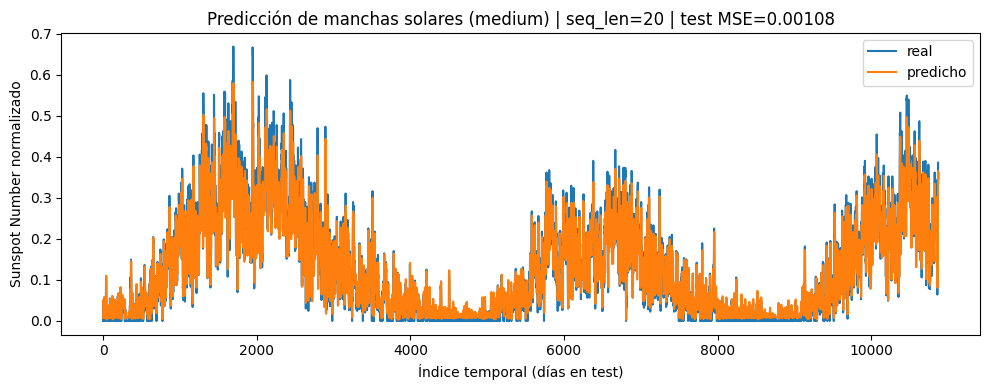 Predicción de manchas solares (medium) | seq_len=20 | test MSE=0.00108
real
predicho
Sunspot Number normalizado
0.7
0.6
0.5
0.4
0.3
0.2
0.1
0.0
0
2000
4000
6000
8000
10000
Índice temporal (días en test)